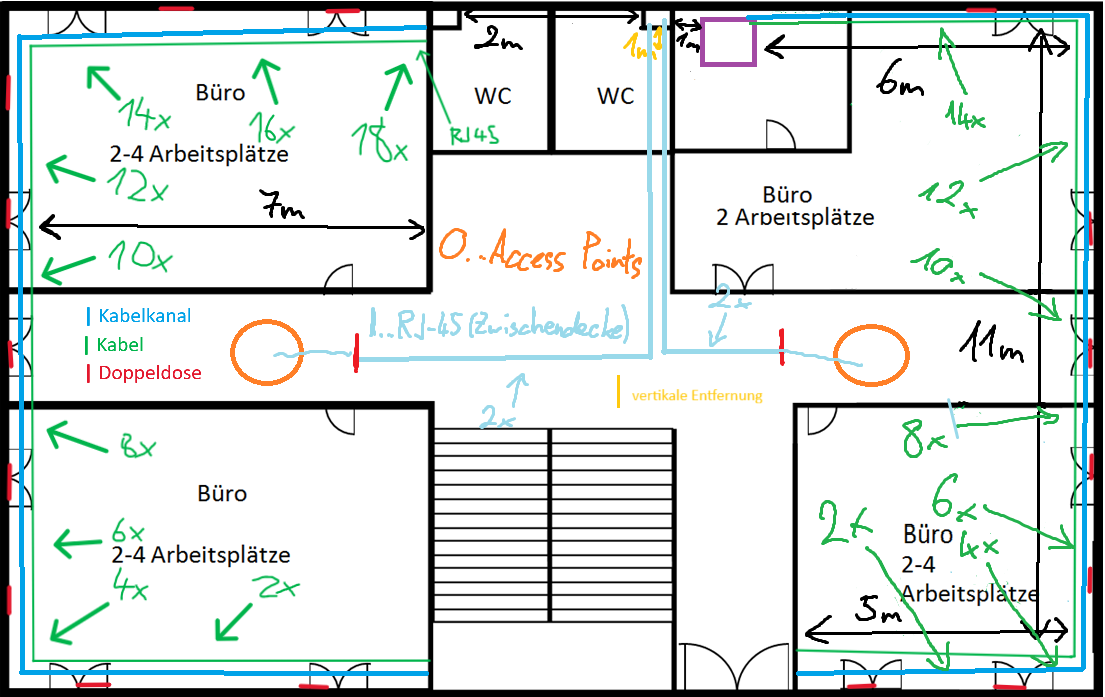 2m
1m
1m
6m
Büro
14x
16x
18x
RJ45
WC
WC
14x
2-4 Arbeitsplätze
12x
7m
Büro
2 Arbeitsplätze
12x
10x
O..Access Points
10x
| Kabelkanal
| Kabel
| Doppeldose
|..RJ-45 (Zwischendecke)
2x
11m
2x
| vertikale Entfernung
8x
8x
Büro
6x
2-4 Arbeitsplätze
4x
2x
2x
6x
Büro
4x
2-4
Arbeitsplätze
5m